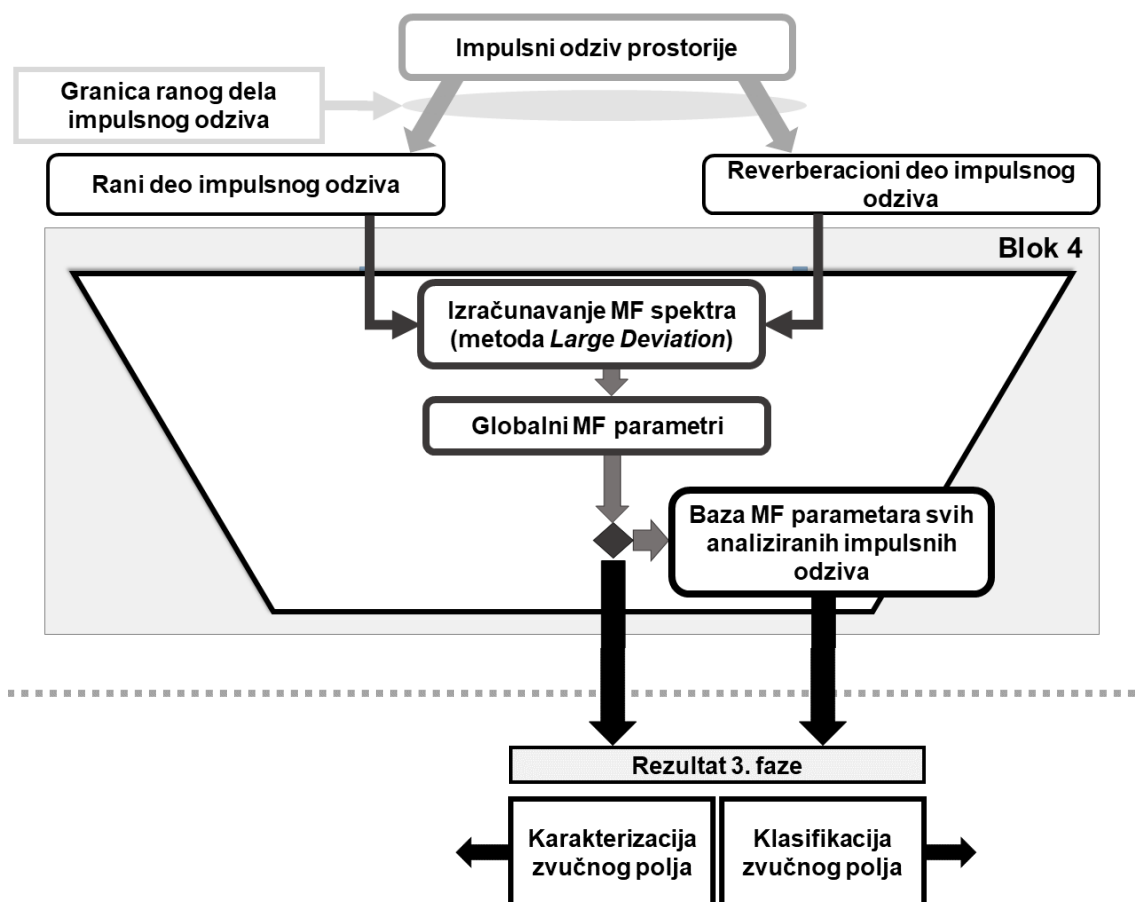 Impulsni odziv prostorije
Granica ranog dela
impulsnog odziva
Rani deo impulsnog odziva
Reverberacioni deo impulsnog
odziva
Blok 4
Izračunavanje MF spektra
(metoda Large Deviation)
Globalni MF parametri
Baza MF parametara svih
analiziranih impulsnih
odziva
Rezultat 3. faze
Karakterizacija
zvučnog polja
Klasifikacija
zvučnog polja